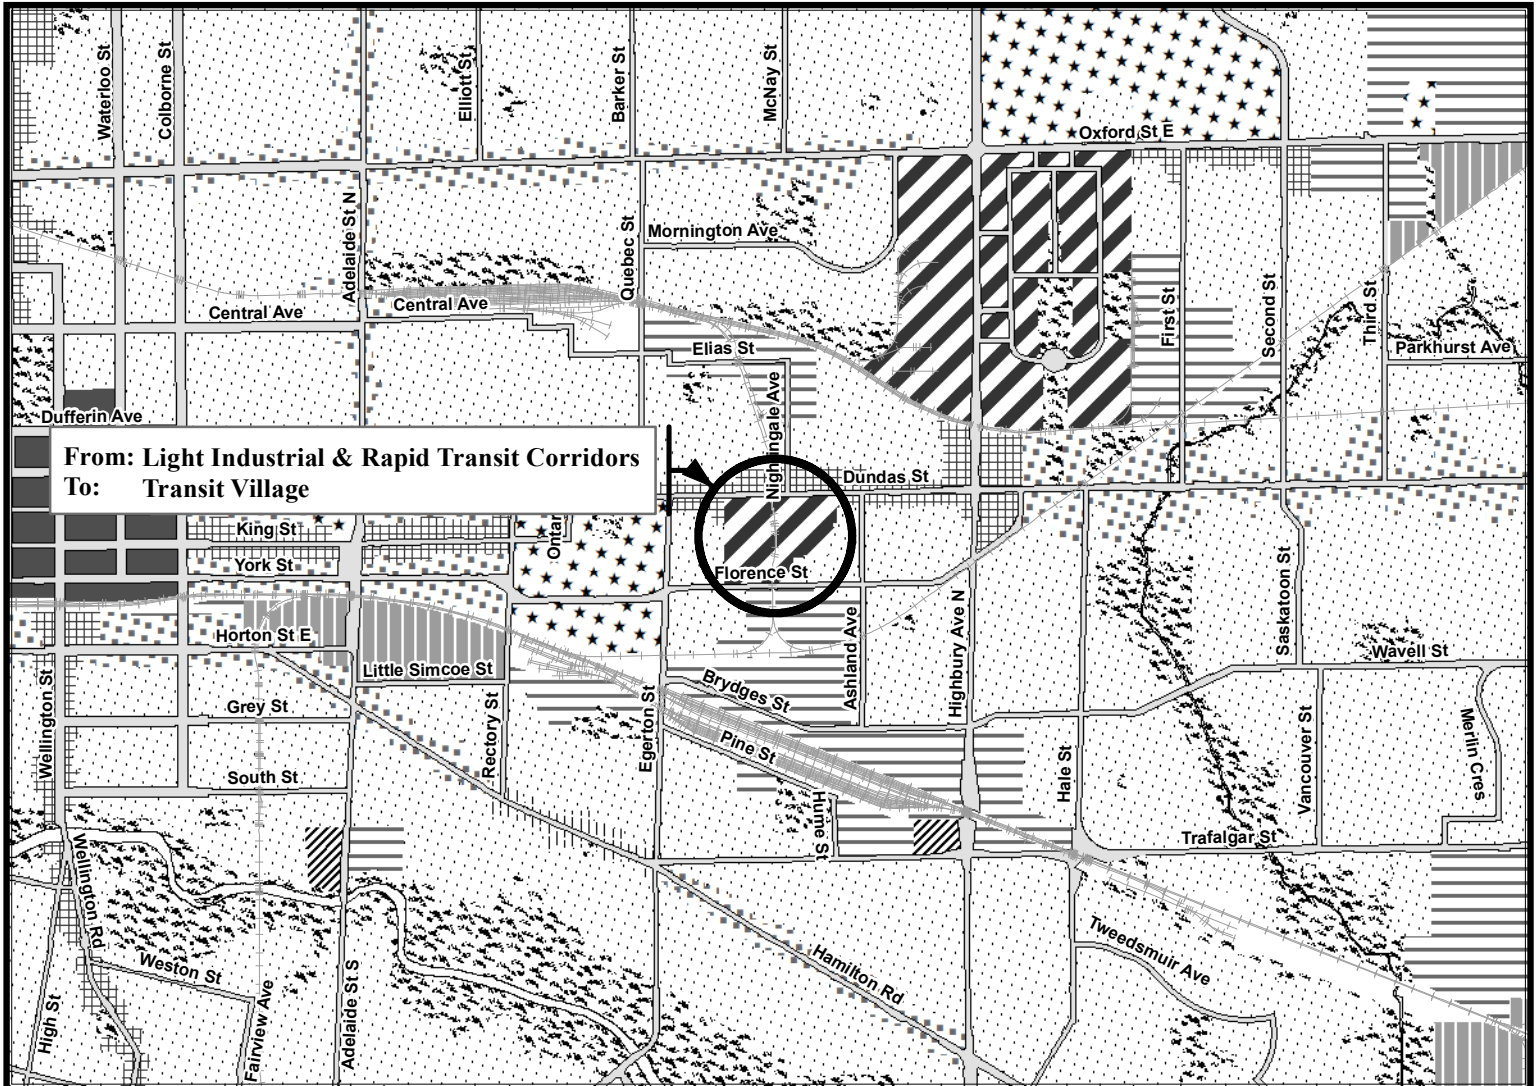 Waterloo St
Colborne St
Elliott St
Barker St
McNay St
Oxford St E
Adelaide St N
Quebec St
Mornington Ave
Central Ave
Central Ave
First St
Second St
Third St
Parkhurst Ave
Elias St
Nightingale Ave
Dufferin Ave
From: Light Industrial & Rapid Transit Corridors
To: Transit Village
Dundas St
King St
Ontar
York St
Florence St
Horton St E
Little Simcoe St
Ashland Ave
Highbury Ave N
Saskatoon St
Wavell St
Wellington St
Grey St
Rectory St
Egerton St
Brydges St
Pine St
Hale St
Vancouver St
Merlin Cres
South St
Hume St
Trafalgar St
Wellington Rd
Weston St
High St
Fairview Ave
Adelaide St S
Hamilton Rd
Tweedsmuir Ave